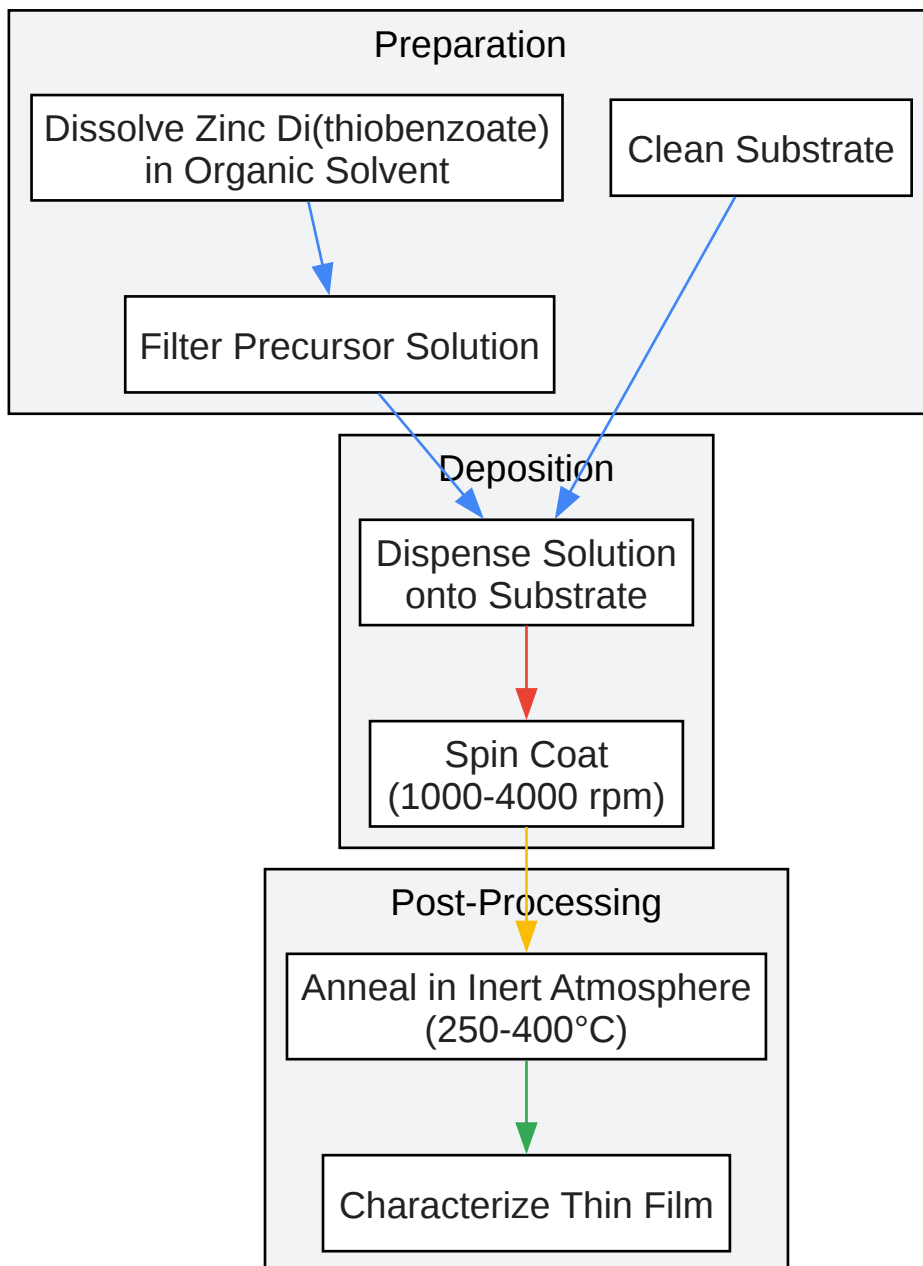 Preparation
Dissolve Zinc Di(thiobenzoate)
in Organic Solvent
Clean Substrate
Filter Precursor Solution
Deposition
Dispense Solution
onto Substrate
Spin Coat
(1000-4000 rpm)
Post-Processing
Anneal in Inert Atmosphere
(250-400°C)
Characterize Thin Film